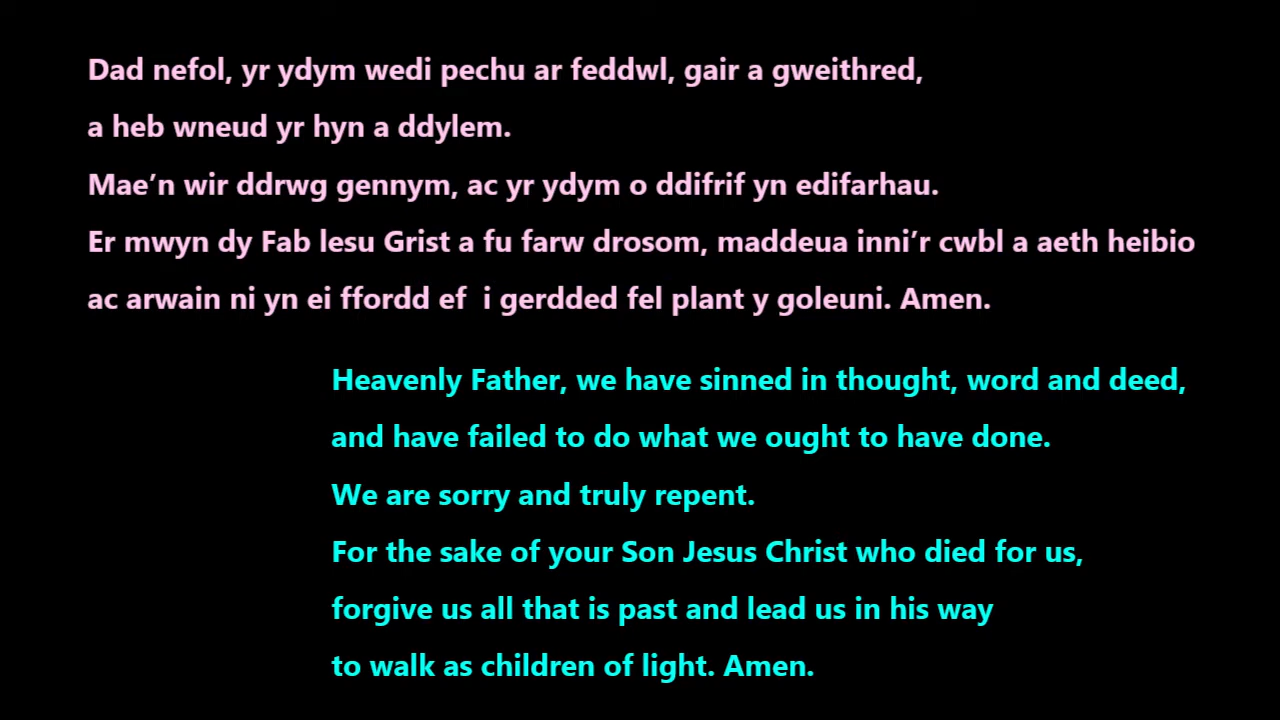 Dad nefol, yr ydym wedi pechu ar feddwl, gair a gweithred,
a heb wneud yr hyn a ddylem.
Mae’n wir ddrwg gennym, ac yr ydym o ddifrif yn edifarhau.
Er mwyn dy Fab Iesu Grist a fu farw drosom, maddeua inni’r cwbl a aeth heibio
ac arwain ni yn ei ffordd ef  i gerdded fel plant y goleuni. Amen.
Heavenly Father, we have sinned in thought, word and deed,
and have failed to do what we ought to have done.
We are sorry and truly repent.
For the sake of your Son Jesus Christ who died for us,
forgive us all that is past and lead us in his way
to walk as children of light. Amen.